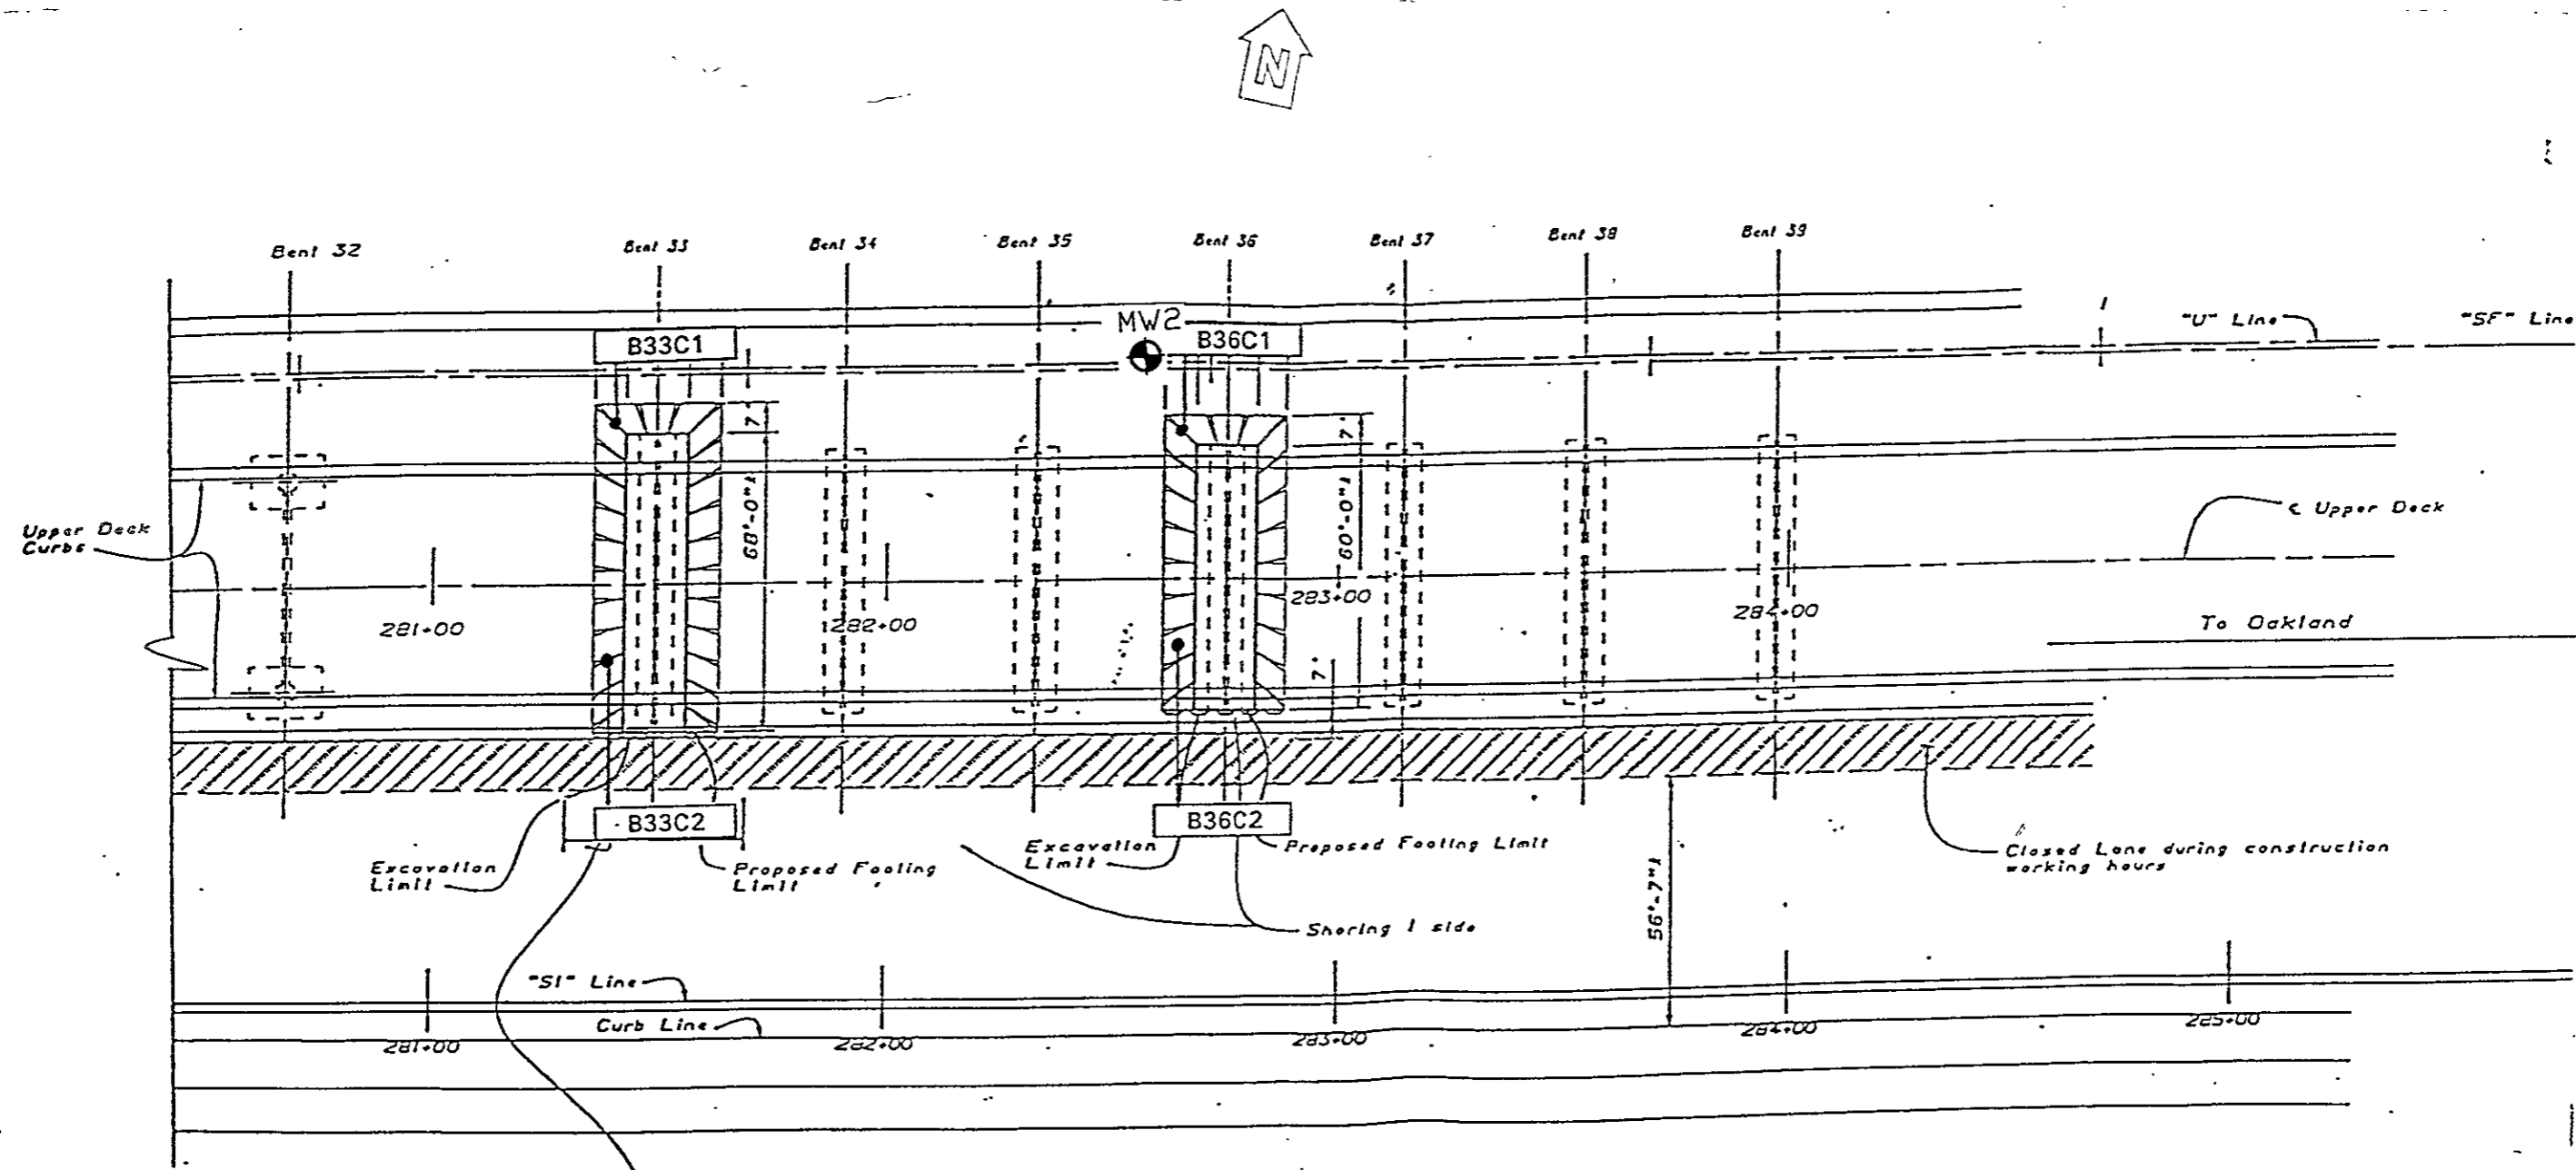 N
Bent 32
Bent 33
Bent 34
Bent 35
Bent 36
Bent 37
Bent 38
Bent 39
MW2
B33C1
B36C1
"U" Line
"SF" Line
7'
68'-0"±
7'
60'-0"±
7'
Upper Deck
Curbs
℄ Upper Deck
281+00
282+00
283+00
284+00
To Oakland
B33C2
B36C2
Excavation
Limit
Proposed Footing
Limit
Excavation
Limit
Proposed Footing Limit
Closed Lane during construction
working hours
Shoring 1 side
56'-7"±
"S1" Line
Curb Line
281+00
282+00
283+00
284+00
285+00